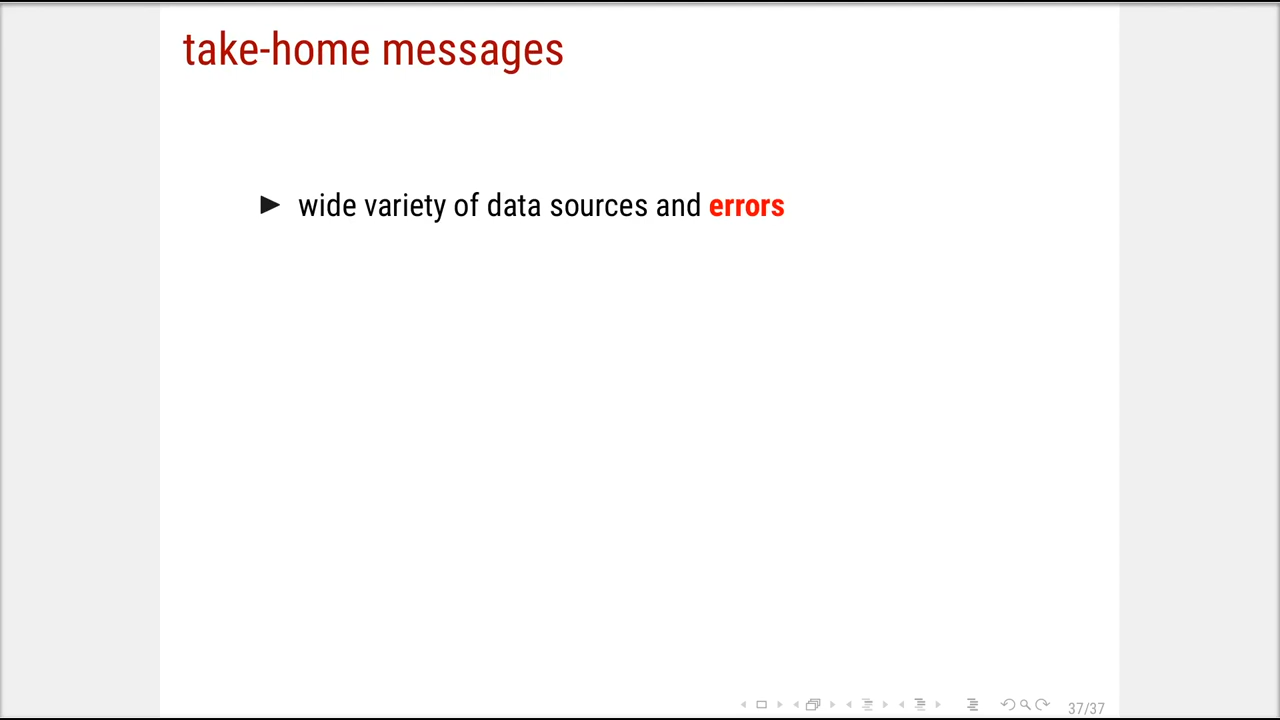 take-home messages
▶ wide variety of data sources and errors
37/37